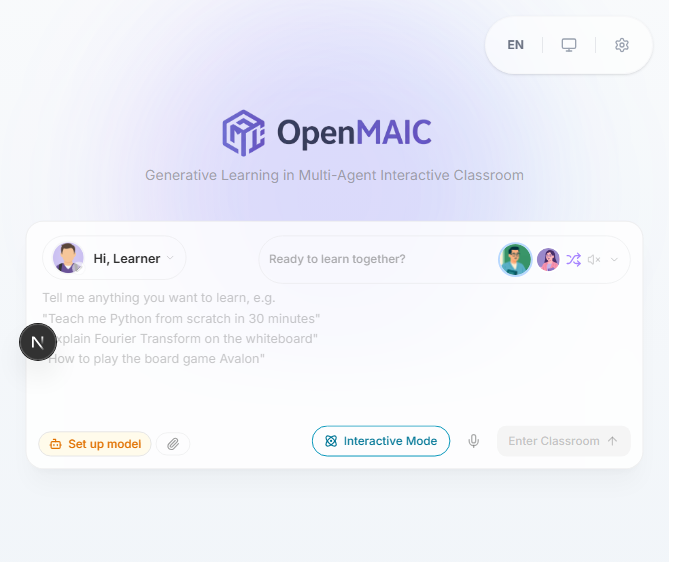 EN
OpenMAIC
Generative Learning in Multi-Agent Interactive Classroom
Hi, Learner
Ready to learn together?
Tell me anything you want to learn, e.g.
"Teach me Python from scratch in 30 minutes"
xplain Fourier Transform on the whiteboard"
"How to play the board game Avalon"
N
Set up model
Interactive Mode
Enter Classroom